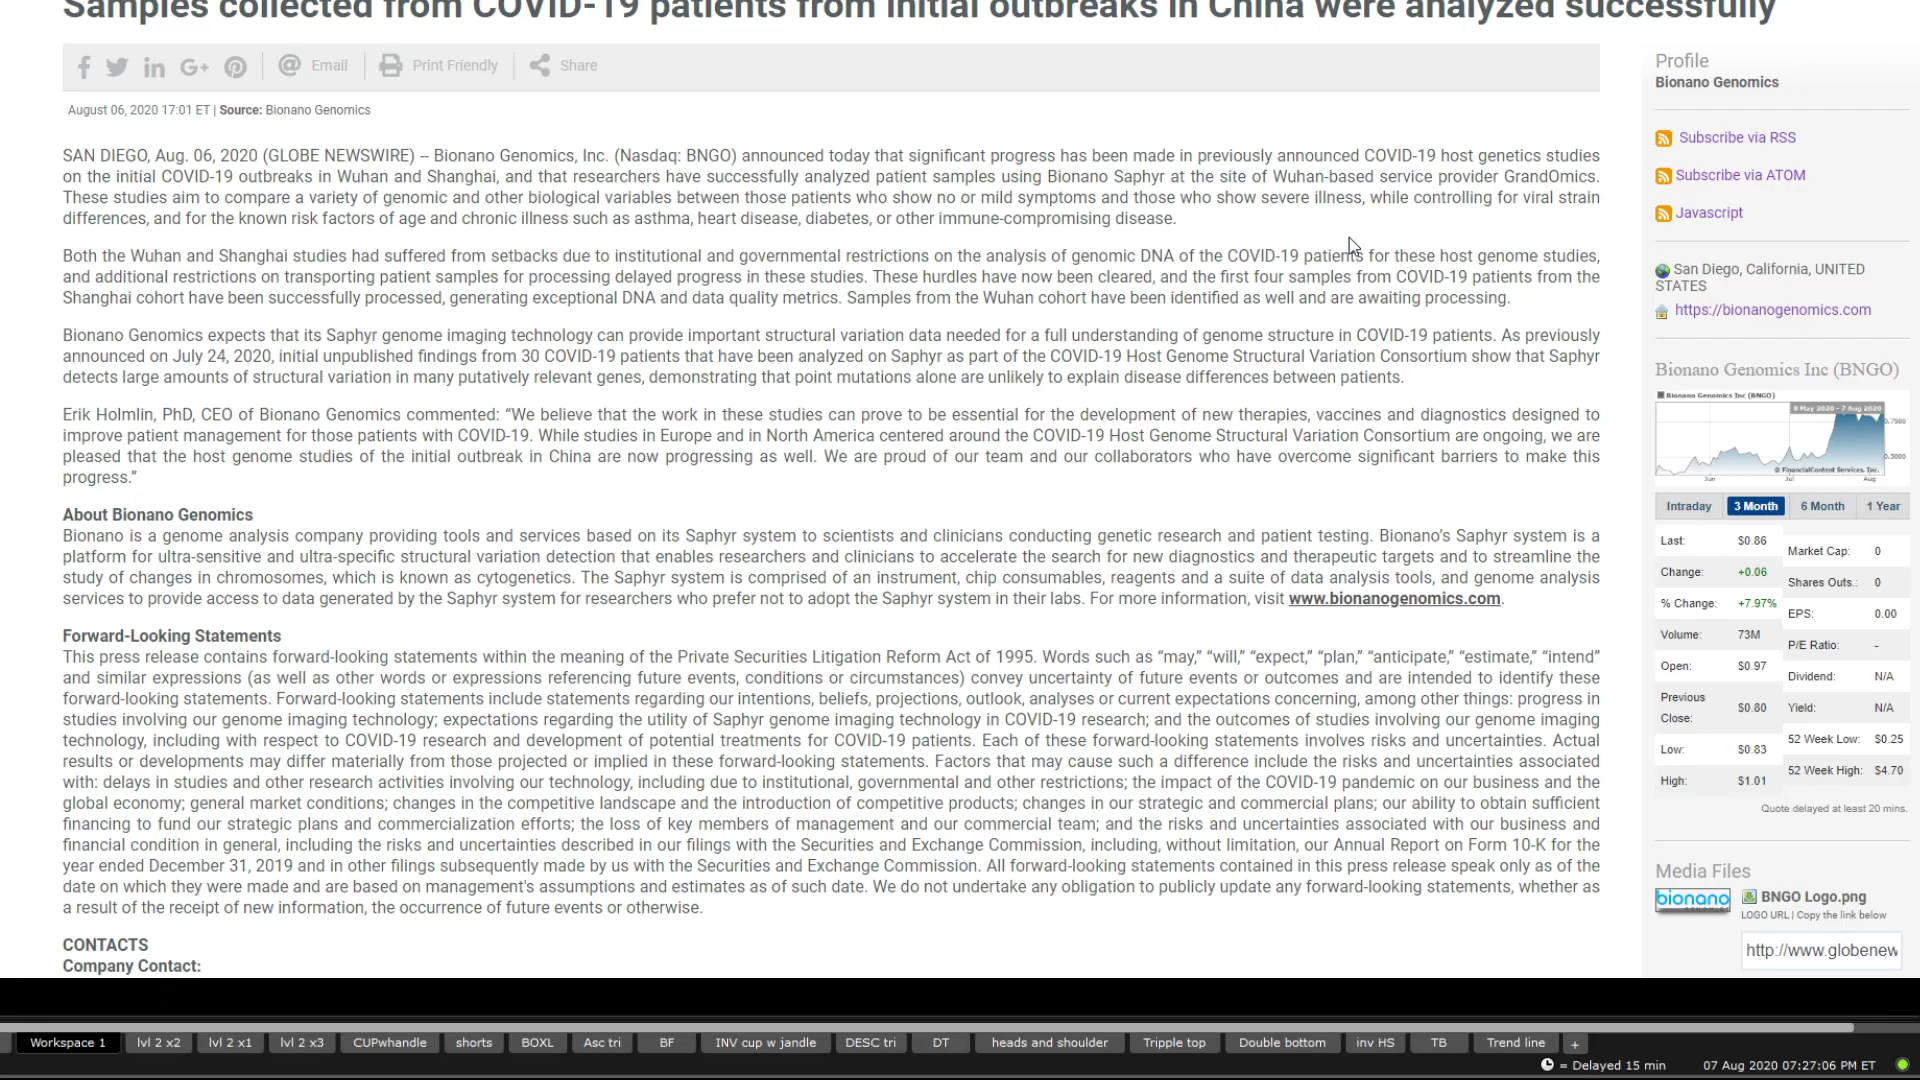 Samples collected from COVID-19 patients from initial outbreaks in China were analyzed successfully
Email
Print Friendly
Share
August 06, 2020 17:01 ET | Source: Bionano Genomics
SAN DIEGO, Aug. 06, 2020 (GLOBE NEWSWIRE) -- Bionano Genomics, Inc. (Nasdaq: BNGO) announced today that significant progress has been made in previously announced COVID-19 host genetics studies
on the initial COVID-19 outbreaks in Wuhan and Shanghai, and that researchers have successfully analyzed patient samples using Bionano Saphyr at the site of Wuhan-based service provider GrandOmics.
These studies aim to compare a variety of genomic and other biological variables between those patients who show no or mild symptoms and those who show severe illness, while controlling for viral strain
differences, and for the known risk factors of age and chronic illness such as asthma, heart disease, diabetes, or other immune-compromising disease.
Both the Wuhan and Shanghai studies had suffered from setbacks due to institutional and governmental restrictions on the analysis of genomic DNA of the COVID-19 patients for these host genome studies,
and additional restrictions on transporting patient samples for processing delayed progress in these studies. These hurdles have now been cleared, and the first four samples from COVID-19 patients from the
Shanghai cohort have been successfully processed, generating exceptional DNA and data quality metrics. Samples from the Wuhan cohort have been identified as well and are awaiting processing.
Bionano Genomics expects that its Saphyr genome imaging technology can provide important structural variation data needed for a full understanding of genome structure in COVID-19 patients. As previously
announced on July 24, 2020, initial unpublished findings from 30 COVID-19 patients that have been analyzed on Saphyr as part of the COVID-19 Host Genome Structural Variation Consortium show that Saphyr
detects large amounts of structural variation in many putatively relevant genes, demonstrating that point mutations alone are unlikely to explain disease differences between patients.
Erik Holmlin, PhD, CEO of Bionano Genomics commented: “We believe that the work in these studies can prove to be essential for the development of new therapies, vaccines and diagnostics designed to
improve patient management for those patients with COVID-19. While studies in Europe and in North America centered around the COVID-19 Host Genome Structural Variation Consortium are ongoing, we are
pleased that the host genome studies of the initial outbreak in China are now progressing as well. We are proud of our team and our collaborators who have overcome significant barriers to make this
progress.”
About Bionano Genomics
Bionano is a genome analysis company providing tools and services based on its Saphyr system to scientists and clinicians conducting genetic research and patient testing. Bionano’s Saphyr system is a
platform for ultra-sensitive and ultra-specific structural variation detection that enables researchers and clinicians to accelerate the search for new diagnostics and therapeutic targets and to streamline the
study of changes in chromosomes, which is known as cytogenetics. The Saphyr system is comprised of an instrument, chip consumables, reagents and a suite of data analysis tools, and genome analysis
services to provide access to data generated by the Saphyr system for researchers who prefer not to adopt the Saphyr system in their labs. For more information, visit www.bionanogenomics.com.
Forward-Looking Statements
This press release contains forward-looking statements within the meaning of the Private Securities Litigation Reform Act of 1995. Words such as “may,” “will,” “expect,” “plan,” “anticipate,” “estimate,” “intend”
and similar expressions (as well as other words or expressions referencing future events, conditions or circumstances) convey uncertainty of future events or outcomes and are intended to identify these
forward-looking statements. Forward-looking statements include statements regarding our intentions, beliefs, projections, outlook, analyses or current expectations concerning, among other things: progress in
studies involving our genome imaging technology; expectations regarding the utility of Saphyr genome imaging technology in COVID-19 research; and the outcomes of studies involving our genome imaging
technology, including with respect to COVID-19 research and development of potential treatments for COVID-19 patients. Each of these forward-looking statements involves risks and uncertainties. Actual
results or developments may differ materially from those projected or implied in these forward-looking statements. Factors that may cause such a difference include the risks and uncertainties associated
with: delays in studies and other research activities involving our technology, including due to institutional, governmental and other restrictions; the impact of the COVID-19 pandemic on our business and the
global economy; general market conditions; changes in the competitive landscape and the introduction of competitive products; changes in our strategic and commercial plans; our ability to obtain sufficient
financing to fund our strategic plans and commercialization efforts; the loss of key members of management and our commercial team; and the risks and uncertainties associated with our business and
financial condition in general, including the risks and uncertainties described in our filings with the Securities and Exchange Commission, including, without limitation, our Annual Report on Form 10-K for the
year ended December 31, 2019 and in other filings subsequently made by us with the Securities and Exchange Commission. All forward-looking statements contained in this press release speak only as of the
date on which they were made and are based on management's assumptions and estimates as of such date. We do not undertake any obligation to publicly update any forward-looking statements, whether as
a result of the receipt of new information, the occurrence of future events or otherwise.
CONTACTS
Company Contact:
Profile
Bionano Genomics
Subscribe via RSS
Subscribe via ATOM
Javascript
San Diego, California, UNITED
STATES
https://bionanogenomics.com
Bionano Genomics Inc (BNGO)
Bionano Genomics Inc (BNGO)
9 May 2020 - 7 Aug 2020
0.7500
0.5000
© FinancialContent Services, Inc.
Jun Jul Aug
Intraday 3 Month 6 Month 1 Year
Last: $0.86
Change: +0.06
% Change: +7.97%
Volume: 73M
Open: $0.97
Previous
Close: $0.80
Low: $0.83
High: $1.01
Market Cap: 0
Shares Outs.: 0
EPS: 0.00
P/E Ratio: -
Dividend: N/A
Yield: N/A
52 Week Low: $0.25
52 Week High: $4.70
Quote delayed at least 20 mins.
Media Files
bionano
BNGO Logo.png
LOGO URL | Copy the link below
http://www.globenew
Workspace 1 lvl 2 x2 lvl 2 x1 lvl 2 x3 CUPwhandle shorts BOXL Asc tri BF INV cup w jandle DESC tri DT heads and shoulder Tripple top Double bottom inv HS TB Trend line +
= Delayed 15 min 07 Aug 2020 07:27:06 PM ET